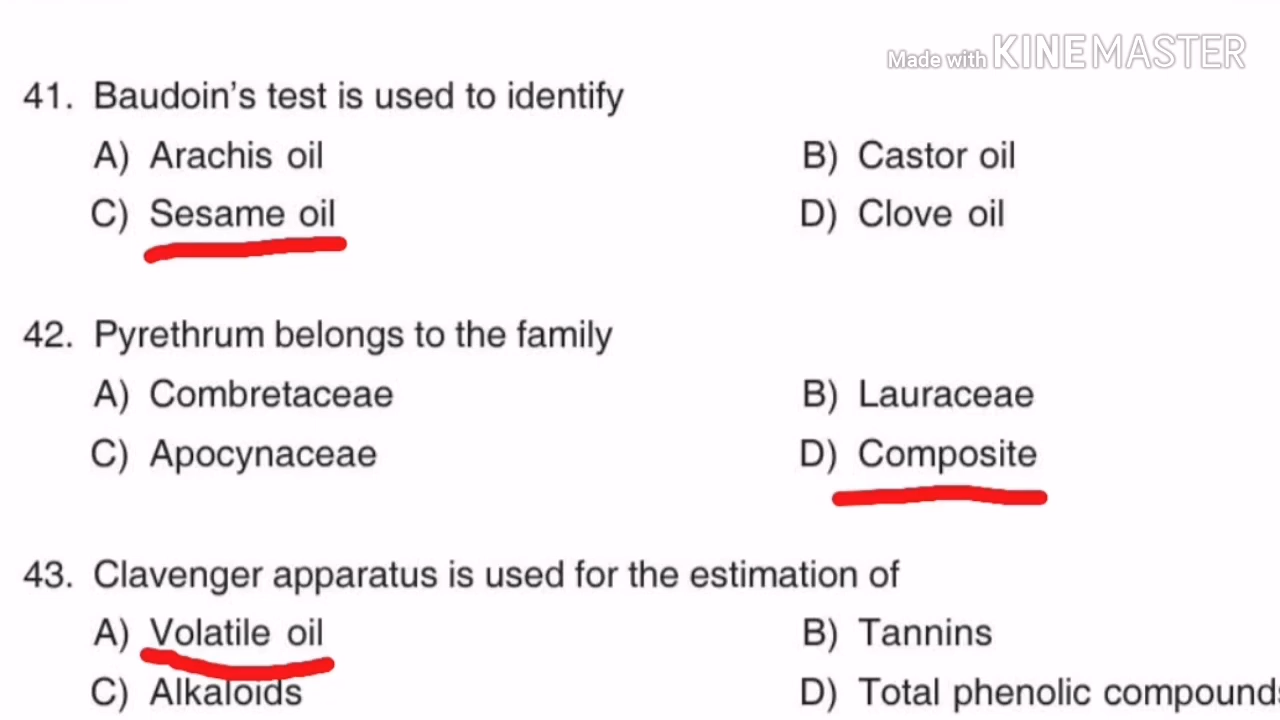 Made with KINEMASTER
41. Baudoin's test is used to identify
A) Arachis oil B) Castor oil
C) Sesame oil D) Clove oil
42. Pyrethrum belongs to the family
A) Combretaceae B) Lauraceae
C) Apocynaceae D) Composite
43. Clavenger apparatus is used for the estimation of
A) Volatile oil B) Tannins
C) Alkaloids D) Total phenolic compounds